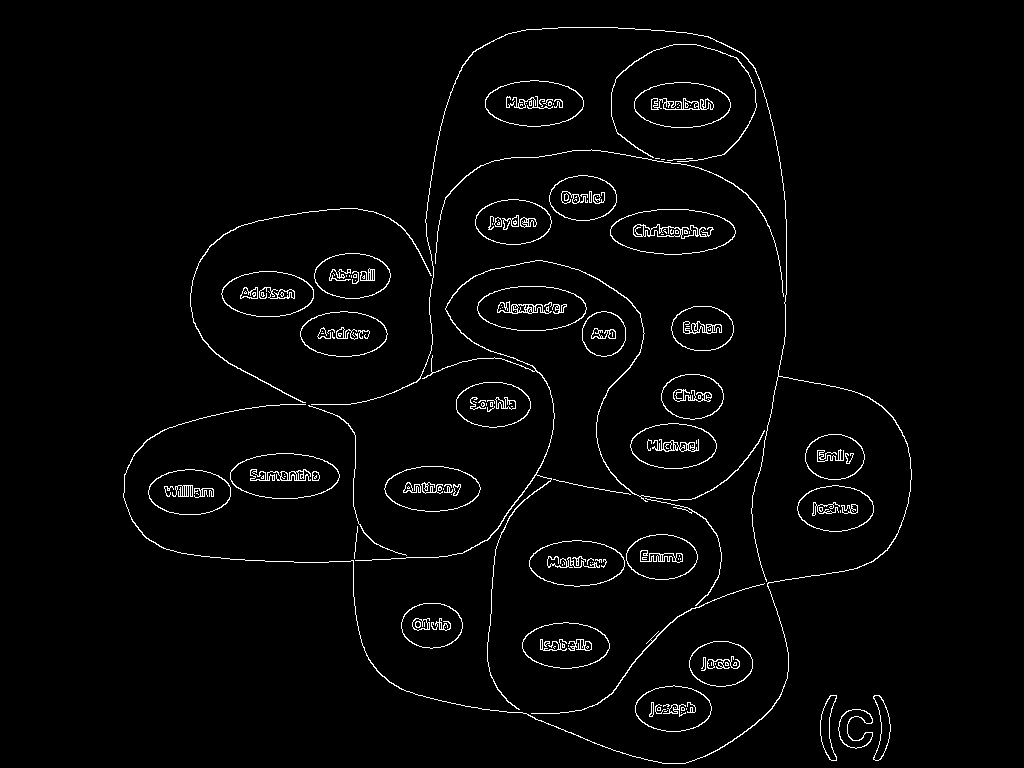 Madison
Elizabeth
Daniel
Jayden
Christopher
Abigail
Addison
Alexander
Andrew
Ava
Ethan
Chloe
Sophia
Michael
Emily
Samantha
William
Anthony
Joshua
Matthew
Emma
Olivia
Isabella
Jacob
Joseph
(C)